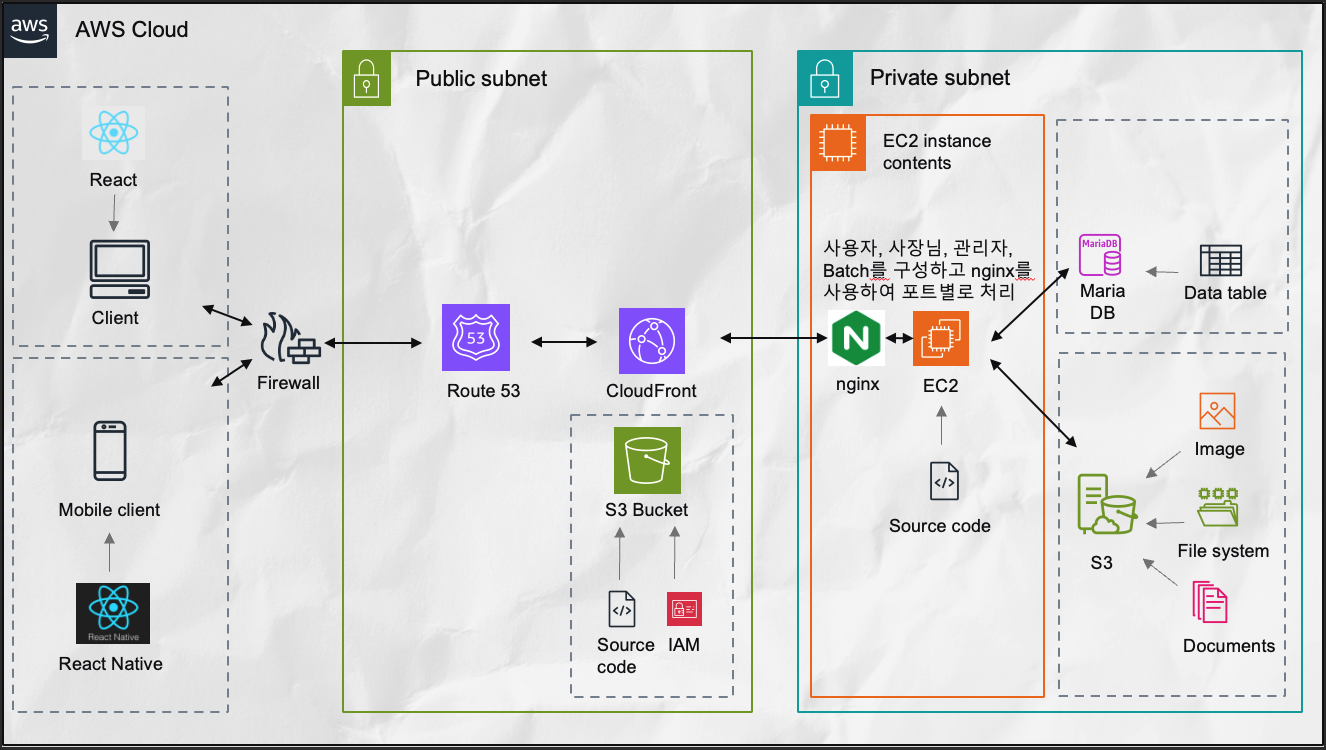 aws
AWS Cloud
Public subnet
Private subnet
React
Client
Firewall
Mobile client
React Native
React Native
53
Route 53
CloudFront
S3 Bucket
Source
code
IAM
EC2 instance
contents
사용자, 사장님, 관리자,
Batch를 구성하고 nginx를
사용하여 포트별로 처리
N
nginx
EC2
Source code
MariaDB
Maria
DB
Data table
Image
S3
File system
Documents